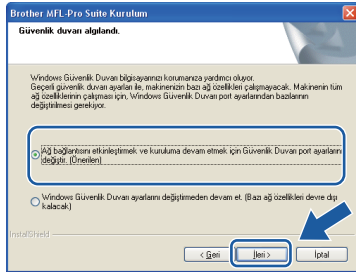 Brother MFL-Pro Suite Kurulum
Güvenlik duvarı algılandı.
Windows Güvenlik Duvarı bilgisayarınızı korumanıza yardımcı oluyor.
Geçerli güvenlik duvarı ayarları ile, makinenizin bazı ağ özellikleri çalışmayacak. Makinenin tüm
ağ özelliklerinin çalışması için, Windows Güvenlik Duvarı port ayarlarından bazılarının
değiştirilmesi gerekiyor.
Ağ bağlantısını etkinleştirmek ve kuruluma devam etmek için Güvenlik Duvarı port ayarlarını
değiştir. (Önerilen)
Windows Güvenlik Duvarı ayarlarını değiştirmeden devam et. (Bazı ağ özellikleri devre dışı
kalacak)
InstallShield
< Geri
İleri >
İptal